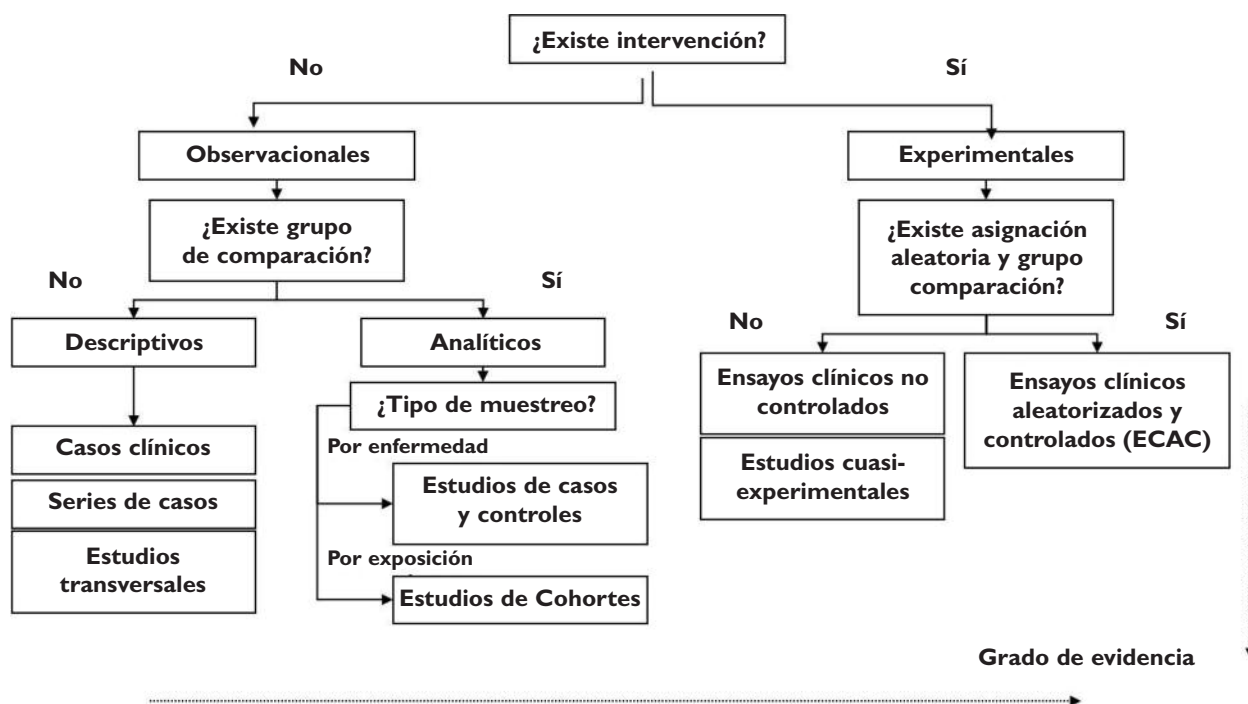 ¿Existe intervención?
No
Sí
Observacionales
Experimentales
¿Existe grupo
de comparación?
¿Existe asignación
aleatoria y grupo
comparación?
No
Sí
Descriptivos
Analíticos
No
Sí
¿Tipo de muestreo?
Ensayos clínicos no
controlados
Ensayos clínicos
aleatorizados y
controlados (ECAC)
Por enfermedad
Casos clínicos
Estudios cuasi-
experimentales
Series de casos
Estudios de casos
y controles
Estudios
transversales
Por exposición
Estudios de Cohortes
Grado de evidencia